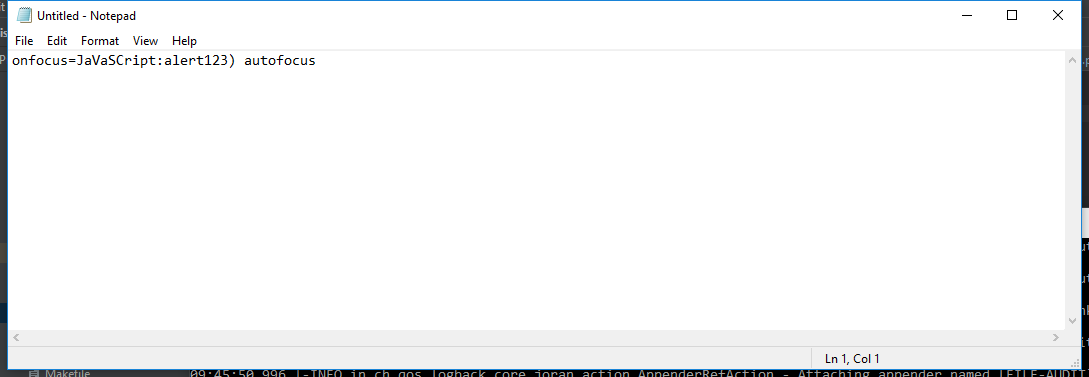 Untitled - Notepad
File Edit Format View Help
onfocus=JaVaSCript:alert123) autofocus
Ln 1, Col 1
Makefile 09:45:50,996 |-INFO in ch.qos.logback.core.joran.action.AppenderRefAction - Attaching appender named [FILE-AUDIT